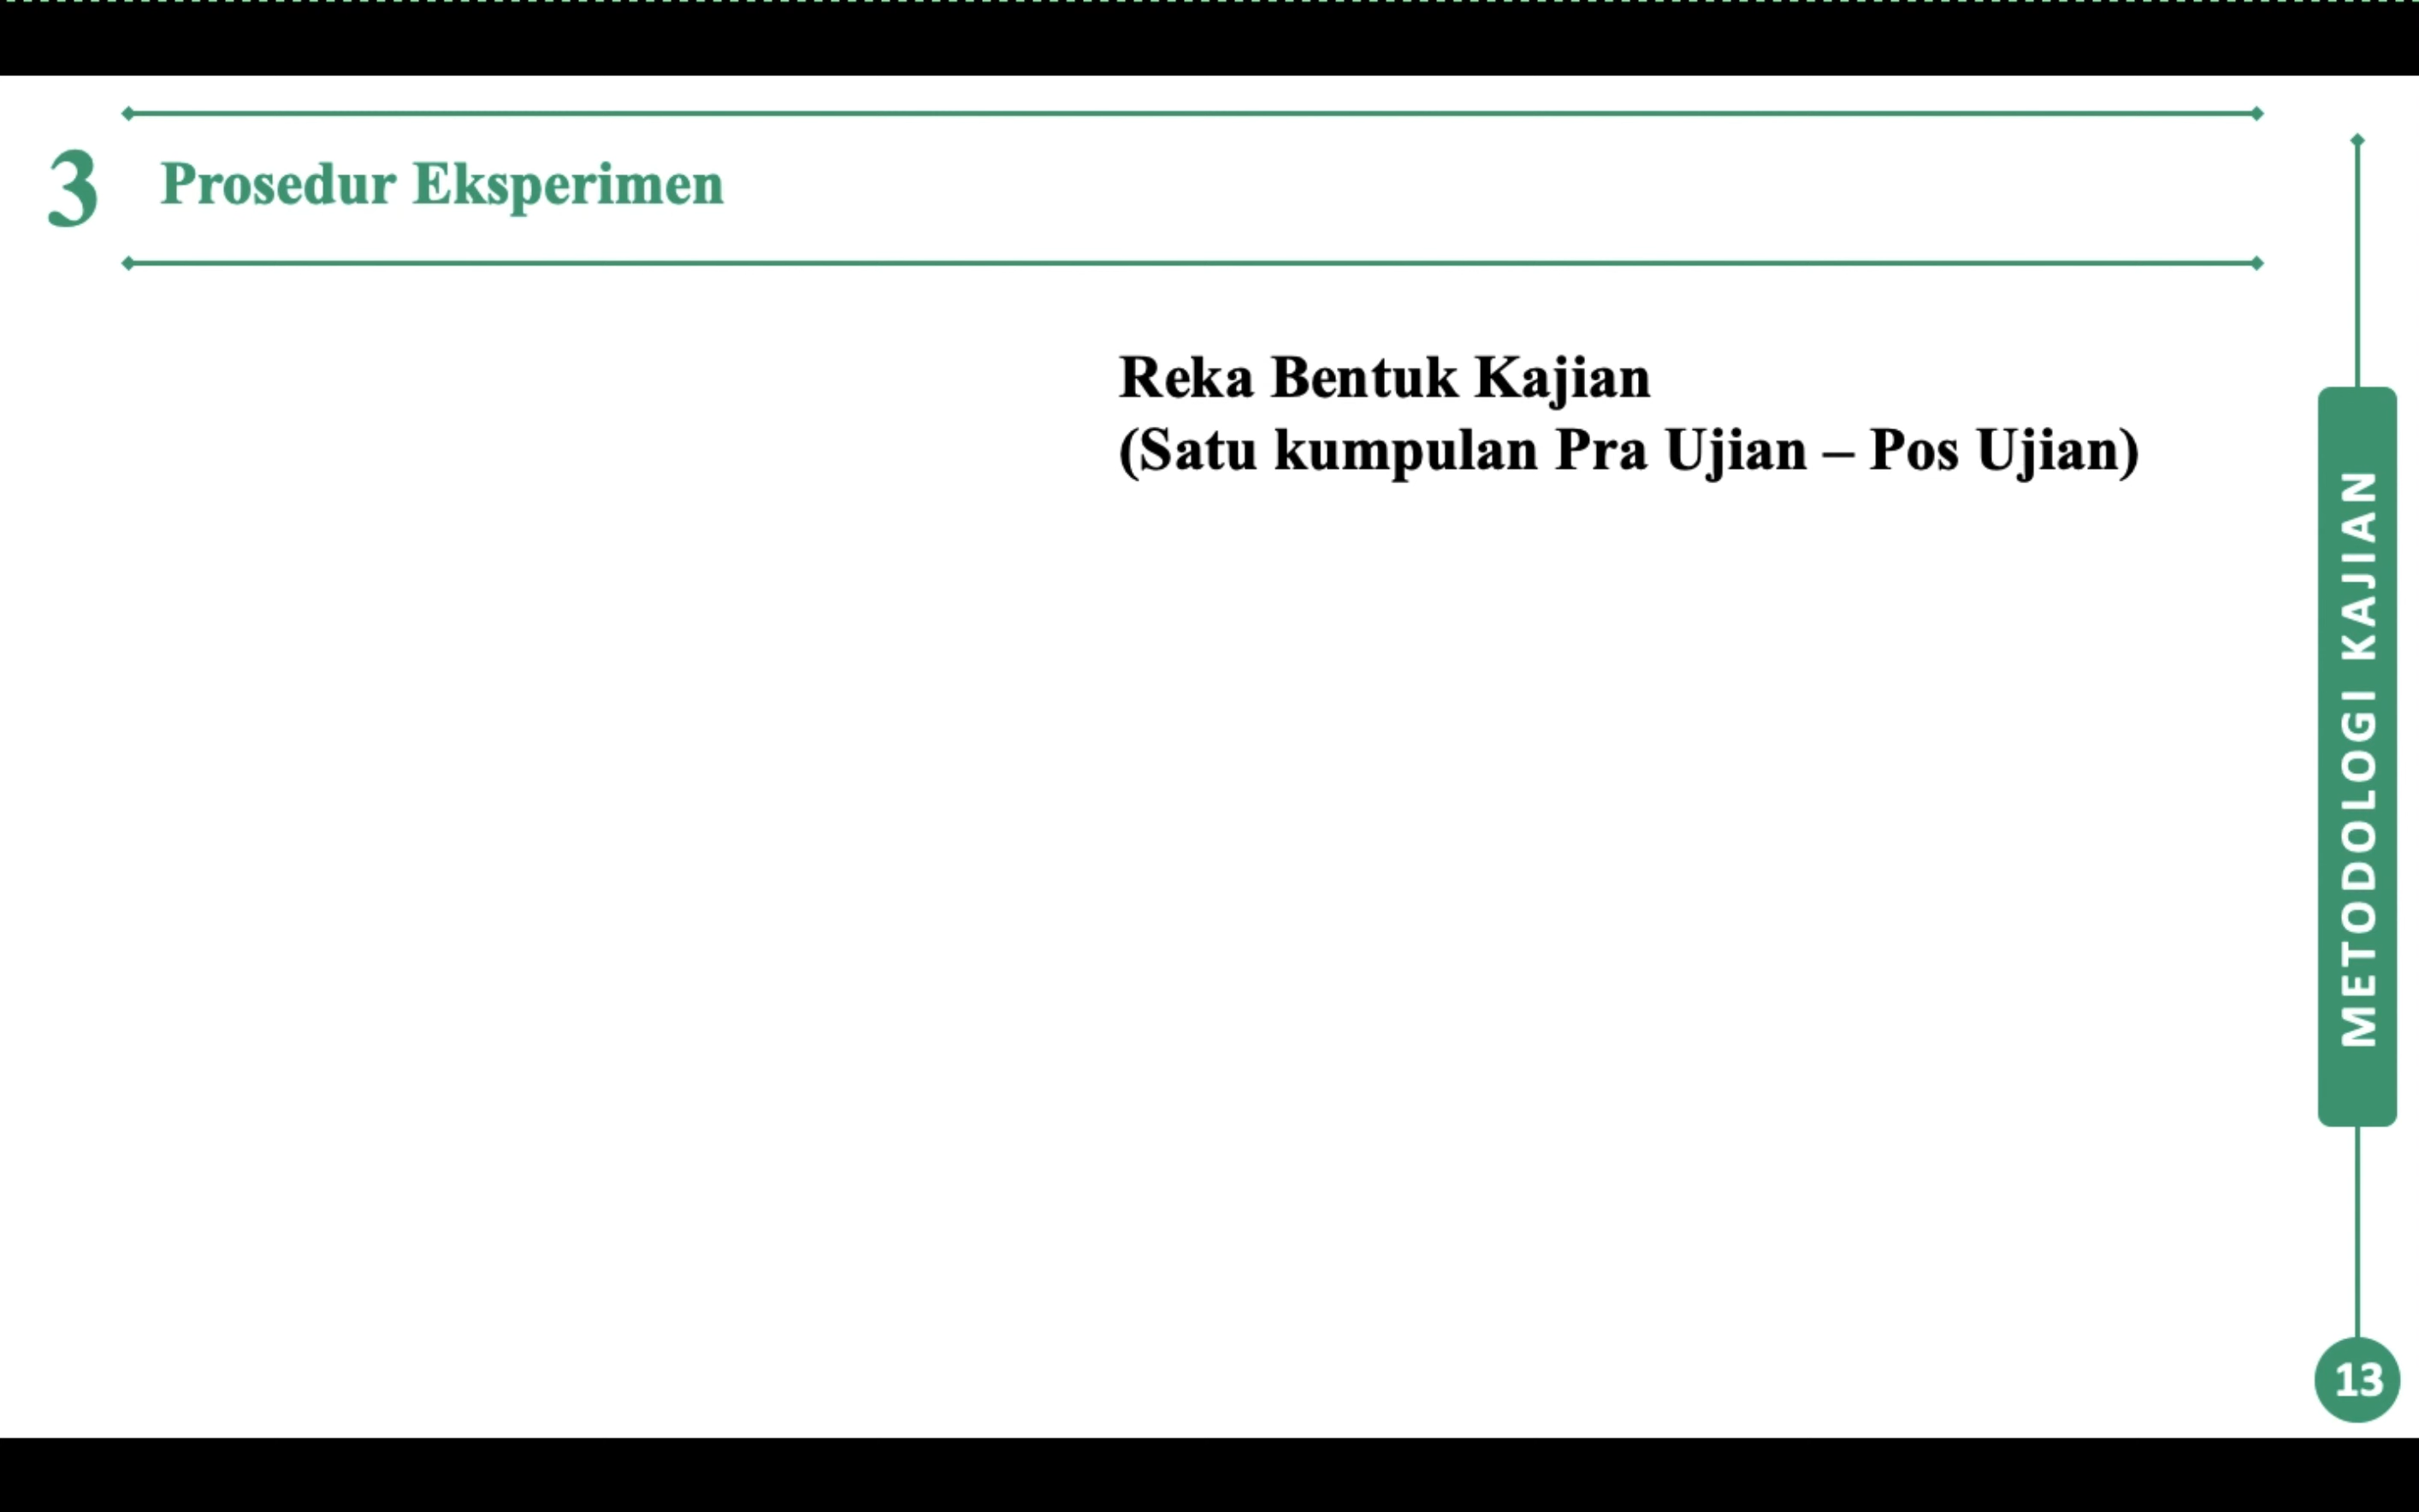 3 Prosedur Eksperimen
Reka Bentuk Kajian
(Satu kumpulan Pra Ujian – Pos Ujian)
METODOLOGI KAJIAN
13